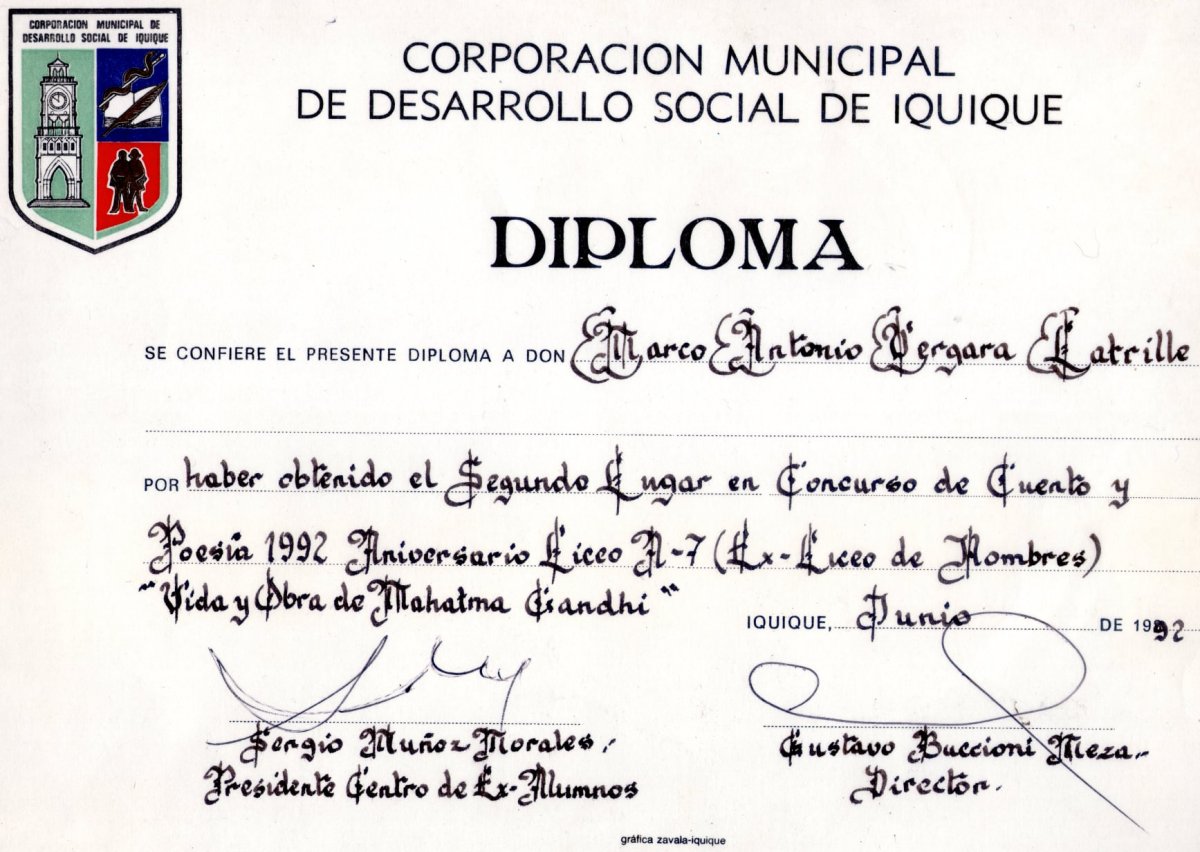 CORPORACION MUNICIPAL DE
DESARROLLO SOCIAL DE IQUIQUE
CORPORACION MUNICIPAL
DE DESARROLLO SOCIAL DE IQUIQUE
DIPLOMA
SE CONFIERE EL PRESENTE DIPLOMA A DON Marco Antonio Vergara Latrille
POR haber obtenido el Segundo Lugar en Concurso de Cuento y
Poesía 1992 Aniversario Liceo A-7 (Ex-Liceo de Hombres)
"Vida y Obra de Mahatma Gandhi"
IQUIQUE, Junio DE 1992
Sergio Muñoz Morales.-
Presidente Centro de Ex-Alumnos
Gustavo Buccioni Meza.-
Director.
gráfica zavala-iquique